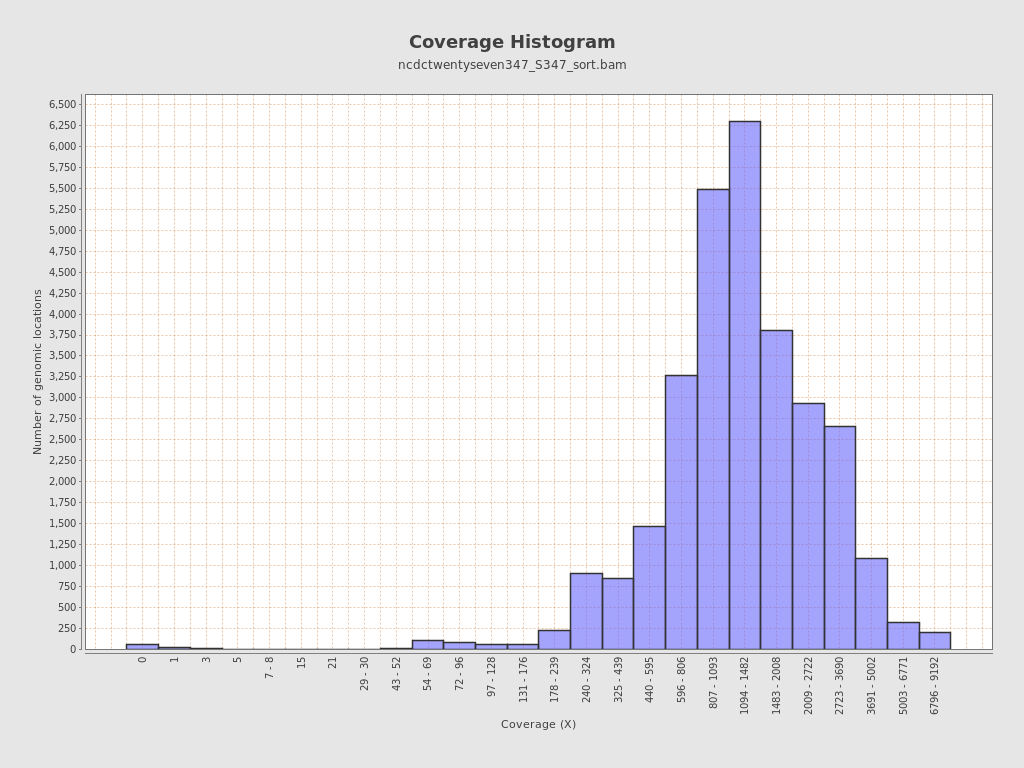 Coverage Histogram
ncdctwentyseven347_S347_sort.bam
Number of genomic locations
6,500
6,250
6,000
5,750
5,500
5,250
5,000
4,750
4,500
4,250
4,000
3,750
3,500
3,250
3,000
2,750
2,500
2,250
2,000
1,750
1,500
1,250
1,000
750
500
250
0
0
1
3
5
7 - 8
15
21
29 - 30
43 - 52
54 - 69
72 - 96
97 - 128
131 - 176
178 - 239
240 - 324
325 - 439
440 - 595
596 - 806
807 - 1093
1094 - 1482
1483 - 2008
2009 - 2722
2723 - 3690
3691 - 5002
5003 - 6771
6796 - 9192
Coverage (X)